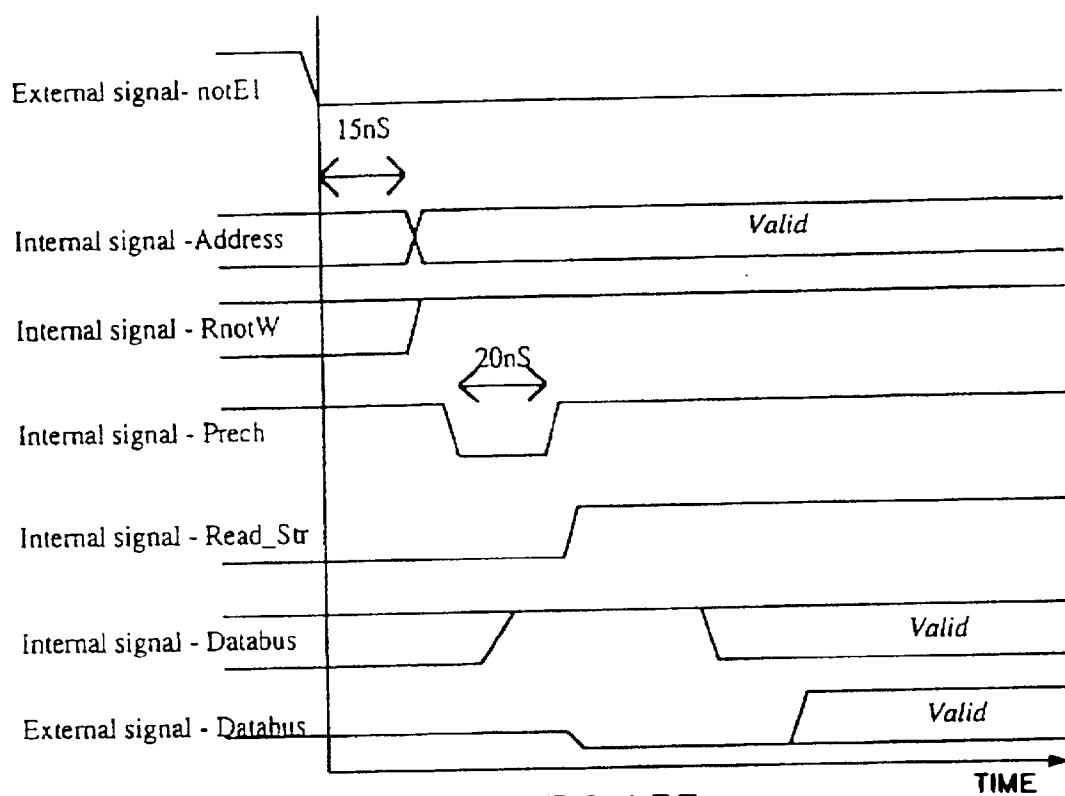 External signal- notE1
15nS
Internal signal -Address
Valid
Internal signal - RnotW
20nS
Internal signal - Prech
Internal signal - Read_Str
Internal signal - Databus
Valid
External signal - Databus
Valid
TIME